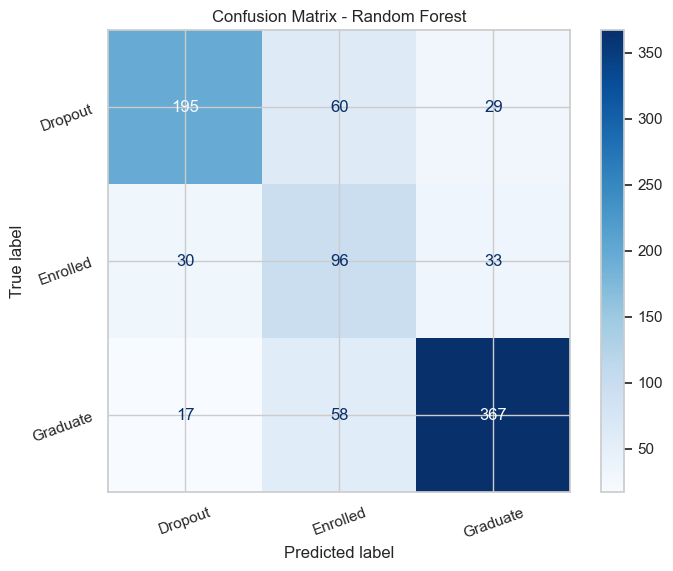 Confusion Matrix - Random Forest
True label
Dropout
195
60
29
Enrolled
30
96
33
Graduate
17
58
367
Dropout
Enrolled
Graduate
Predicted label
350
300
250
200
150
100
50